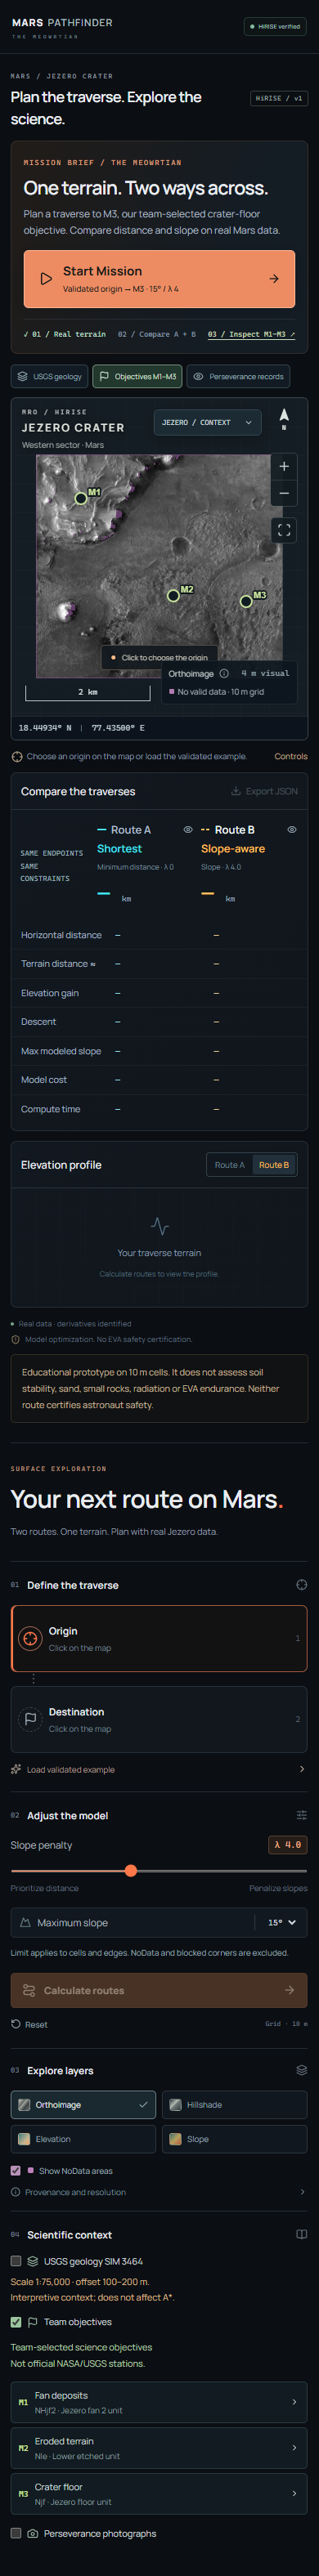 MARS PATHFINDER
THE MEOWRTIAN
HiRISE verified
MARS / JEZERO CRATER
Plan the traverse. Explore the
science.
HiRISE / v1
MISSION BRIEF / THE MEOWRTIAN
One terrain. Two ways across.
Plan a traverse to M3, our team-selected crater-floor
objective. Compare distance and slope on real Mars data.
Start Mission
Validated origin → M3 · 15° / λ 4
✓ 01 / Real terrain
02 / Compare A + B
03 / Inspect M1–M3 ↗
USGS geology
Objectives M1–M3
Perseverance records
MRO / HIRISE
JEZERO CRATER
Western sector · Mars
JEZERO / CONTEXT
N
M1
M2
M3
Click to choose the origin
Orthoimage
4 m visual
No valid data · 10 m grid
2 km
18.44934° N | 77.43500° E
Choose an origin on the map or load the validated example.
Controls
Compare the traverses
Export JSON
SAME ENDPOINTS
SAME
CONSTRAINTS
Route A
Shortest
Minimum distance · λ 0
— km
Route B
Slope-aware
Slope · λ 4.0
— km
Horizontal distance – –
Terrain distance ≈ – –
Elevation gain – –
Descent – –
Max modeled slope – –
Model cost – –
Compute time – –
Elevation profile
Route A
Route B
Your traverse terrain
Calculate routes to view the profile.
Real data · derivatives identified
Model optimization. No EVA safety certification.
Educational prototype on 10 m cells. It does not assess soil
stability, sand, small rocks, radiation or EVA endurance. Neither
route certifies astronaut safety.
SURFACE EXPLORATION
Your next route on Mars.
Two routes. One terrain. Plan with real Jezero data.
01 Define the traverse
Origin
Click on the map
1
Destination
Click on the map
2
Load validated example
02 Adjust the model
Slope penalty
λ 4.0
Prioritize distance
Penalize slopes
Maximum slope
15°
Limit applies to cells and edges. NoData and blocked corners are excluded.
Calculate routes
Reset
Grid · 10 m
03 Explore layers
Orthoimage
Hillshade
Elevation
Slope
Show NoData areas
Provenance and resolution
04 Scientific context
USGS geology SIM 3464
Scale 1:75,000 · offset 100–200 m.
Interpretive context; does not affect A*.
Team objectives
Team-selected science objectives
Not official NASA/USGS stations.
M1
Fan deposits
NHjf2 · Jezero fan 2 unit
M2
Eroded terrain
Nle · Lower etched unit
M3
Crater floor
Njf · Jezero floor unit
Perseverance photographs